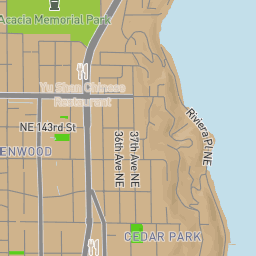 Acacia Memorial Park
Yu Shan Chinese
Restaurant
Riviera Pl NE
NE 143rd St
36th Ave NE
37th Ave NE
ENWOOD
CEDAR PARK